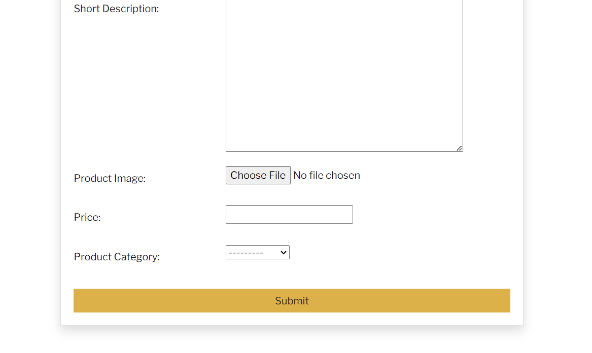 Short Description:
Product Image:
Choose File No file chosen
Price:
Product Category:
---------
Submit